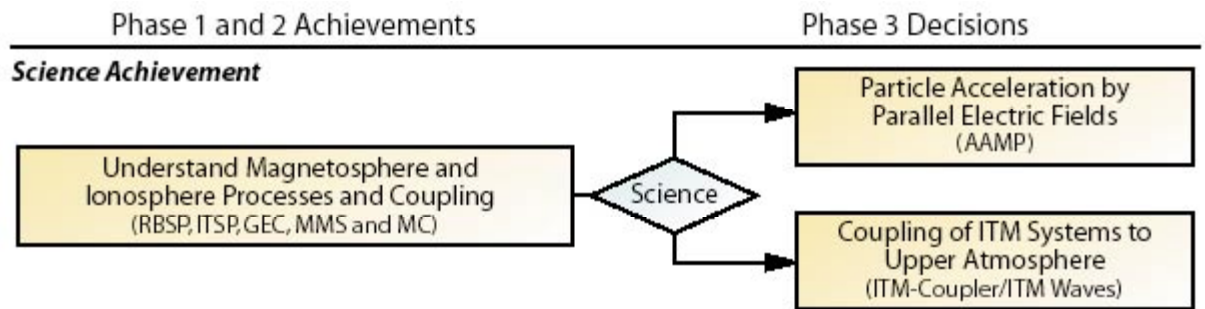 Phase 1 and 2 Achievements
Phase 3 Decisions
Science Achievement
Understand Magnetosphere and
Ionosphere Processes and Coupling
(RBSP, ITSP, GEC, MMS and MC)
Science
Particle Acceleration by
Parallel Electric Fields
(AAMP)
Coupling of ITM Systems to
Upper Atmosphere
(ITM-Coupler/ITM Waves)